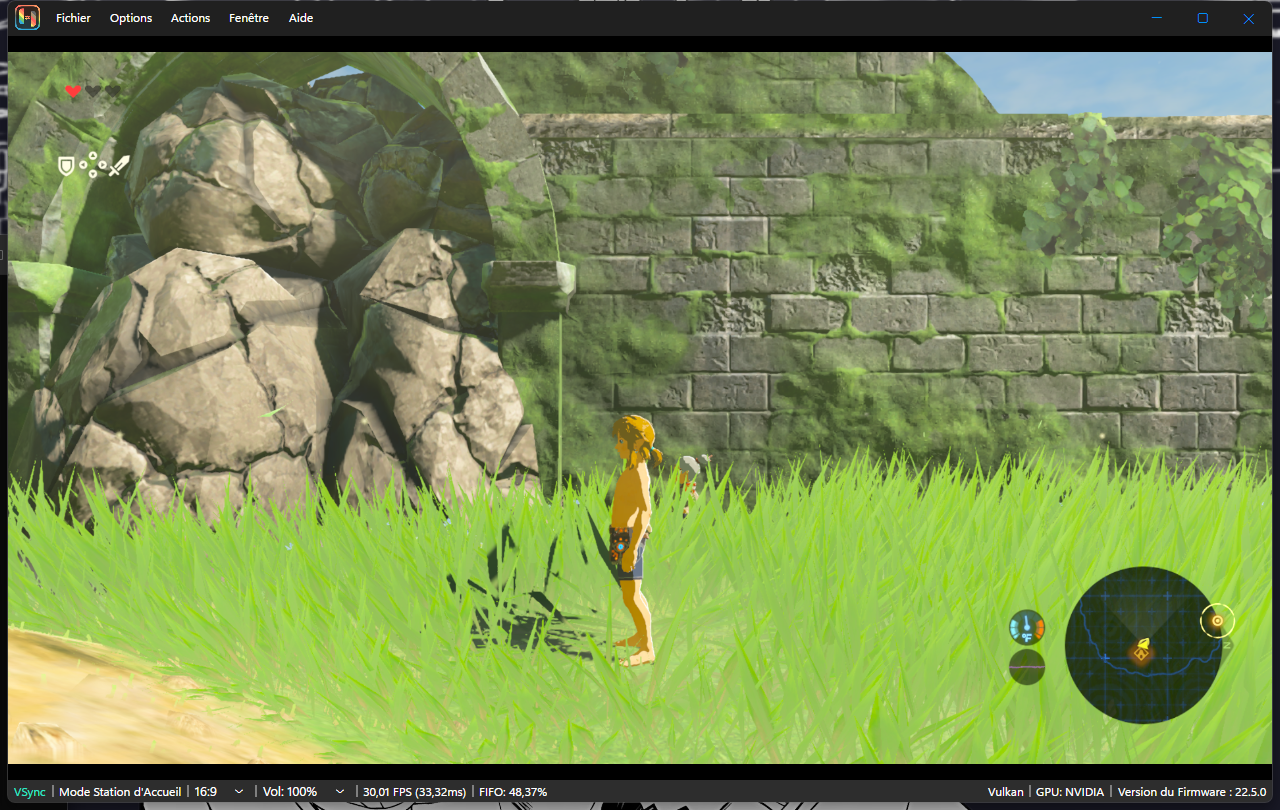 Fichier Options Actions Fenêtre Aide
°F
Z
VSync | Mode Station d'Accueil | 16:9 | Vol: 100% | 30,01 FPS (33,32ms) | FIFO: 48,37% Vulkan | GPU: NVIDIA | Version du Firmware : 22.5.0